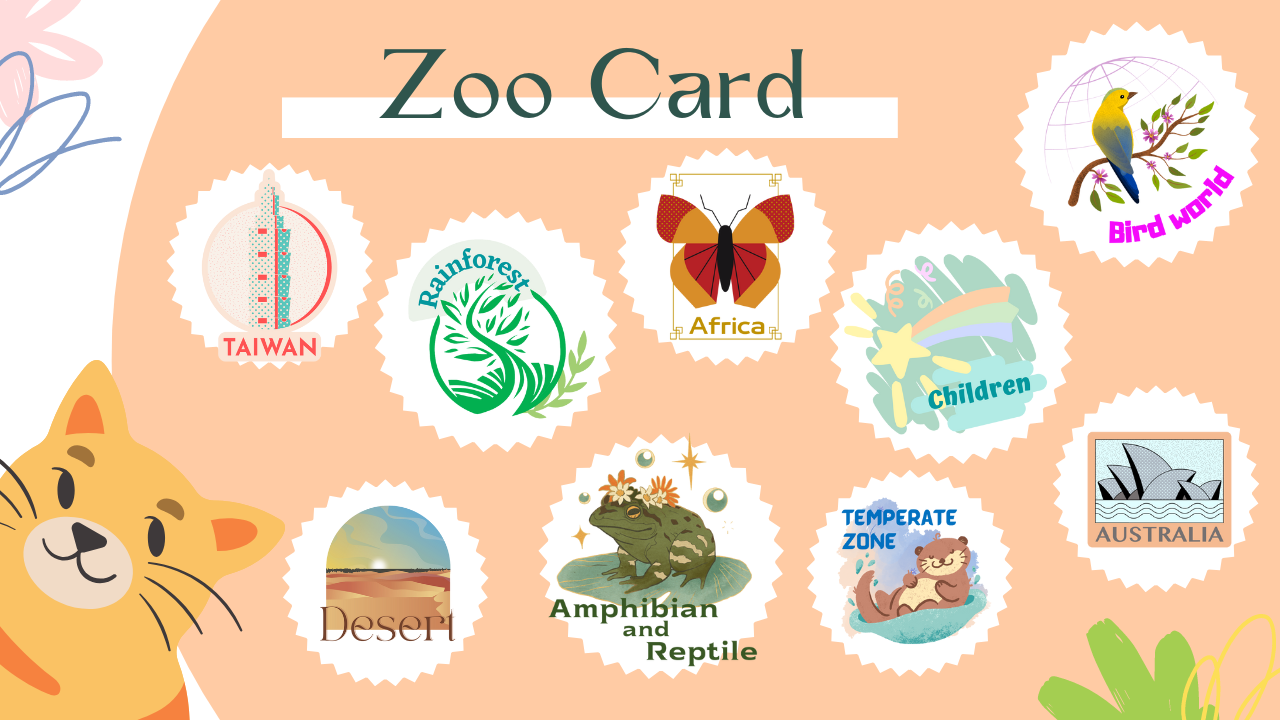 Zoo Card
Bird world
TAIWAN
Rainforest
Africa
Children
AUSTRALIA
Desert
Amphibian
and
Reptile
TEMPERATE
ZONE